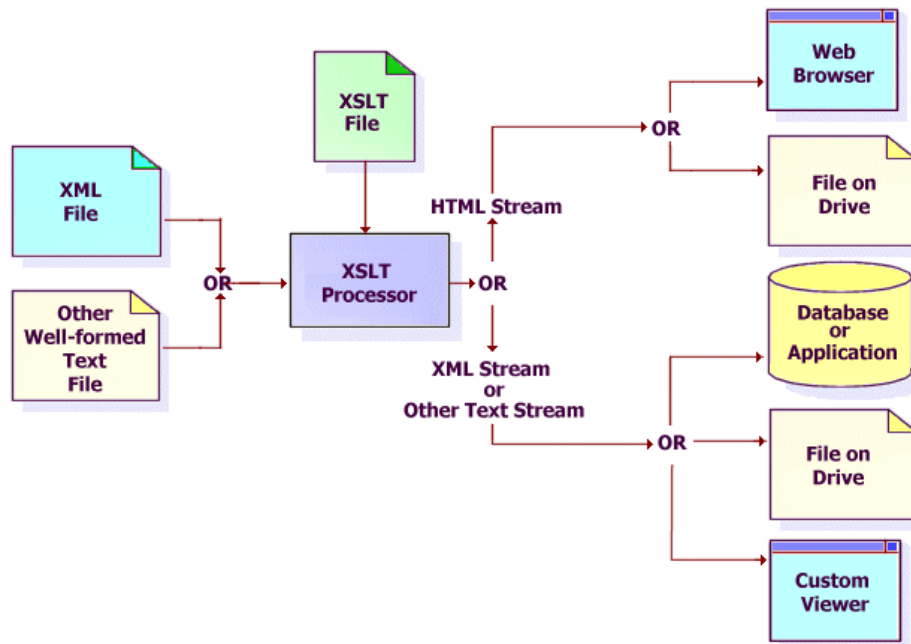 XSLT
File
XML
File
OR
Other
Well-formed
Text
File
XSLT
Processor
OR
HTML Stream
XML Stream
or
Other Text Stream
OR
Web
Browser
File on
Drive
OR
Database
or
Application
File on
Drive
Custom
Viewer